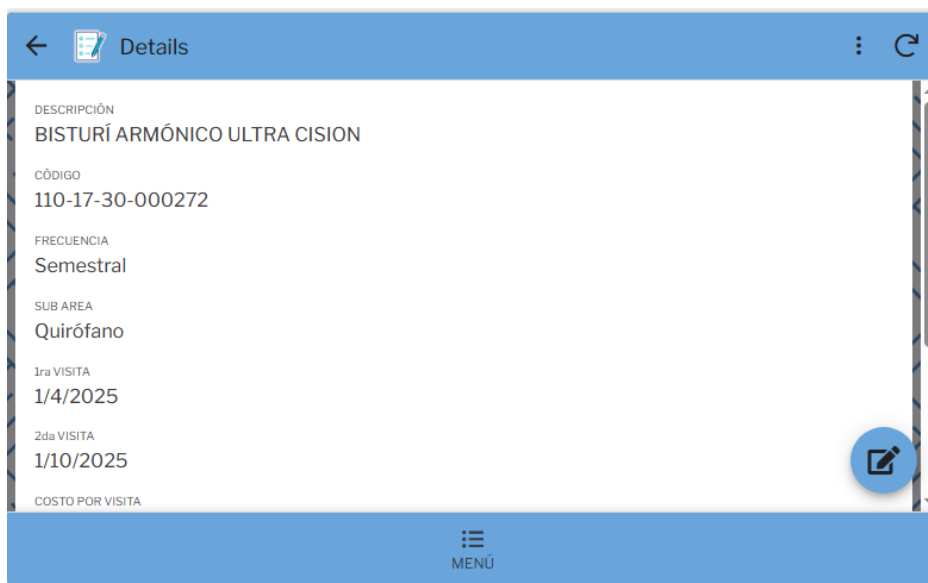 Details
DESCRIPCIÓN
BISTURÍ ARMÓNICO ULTRA CISION
CÓDIGO
110-17-30-000272
FRECUENCIA
Semestral
SUB AREA
Quirófano
1ra VISITA
1/4/2025
2da VISITA
1/10/2025
COSTO POR VISITA
MENÚ